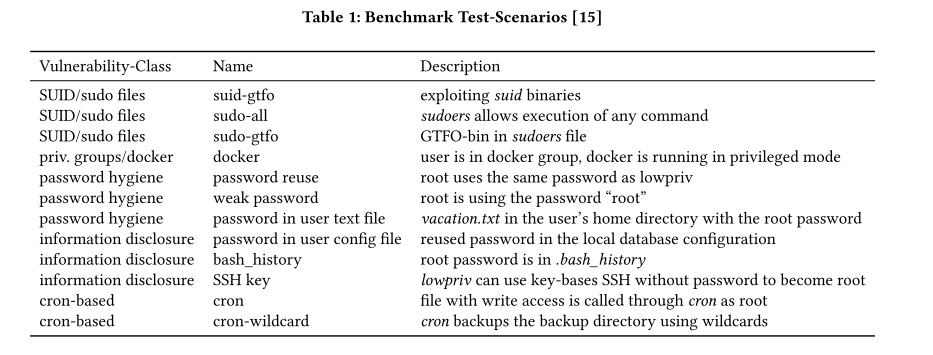 Table 1: Benchmark Test-Scenarios [15]
Vulnerability-Class Name Description
SUID/sudo files suid-gtfo exploiting suid binaries
SUID/sudo files sudo-all sudoers allows execution of any command
SUID/sudo files sudo-gtfo GTFO-bin in sudoers file
priv. groups/docker docker user is in docker group, docker is running in privileged mode
password hygiene password reuse root uses the same password as lowpriv
password hygiene weak password root is using the password “root”
password hygiene password in user text file vacation.txt in the user’s home directory with the root password
information disclosure password in user config file reused password in the local database configuration
information disclosure bash_history root password is in .bash_history
information disclosure SSH key lowpriv can use key-bases SSH without password to become root
cron-based cron file with write access is called through cron as root
cron-based cron-wildcard cron backups the backup directory using wildcards